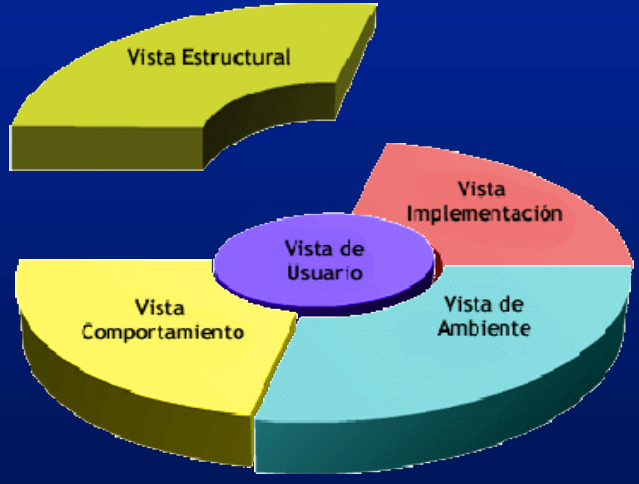 Vista Estructural
Vista
Implementación
Vista de
Usuario
Vista
Comportamiento
Vista de
Ambiente